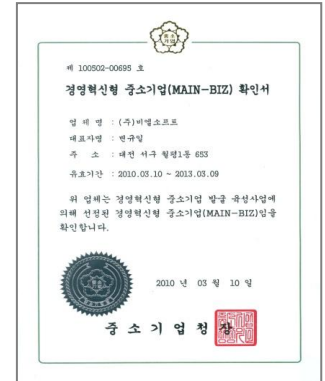 제 100502-00695 호
경영혁신형 중소기업(MAIN-BIZ) 확인서
업 체 명 : (주)비엘소프트
대표자명 : 변규일
주 소 : 대전 서구 월평1동 653
유효기간 : 2010.03.10 ~ 2013.03.09
위 업체는 경영혁신형 중소기업 발굴 육성사업에
의해 선정된 경영혁신형 중소기업(MAIN-BIZ)임을
확인합니다.
2010 년 03 월 10 일
중 소 기 업 청 장